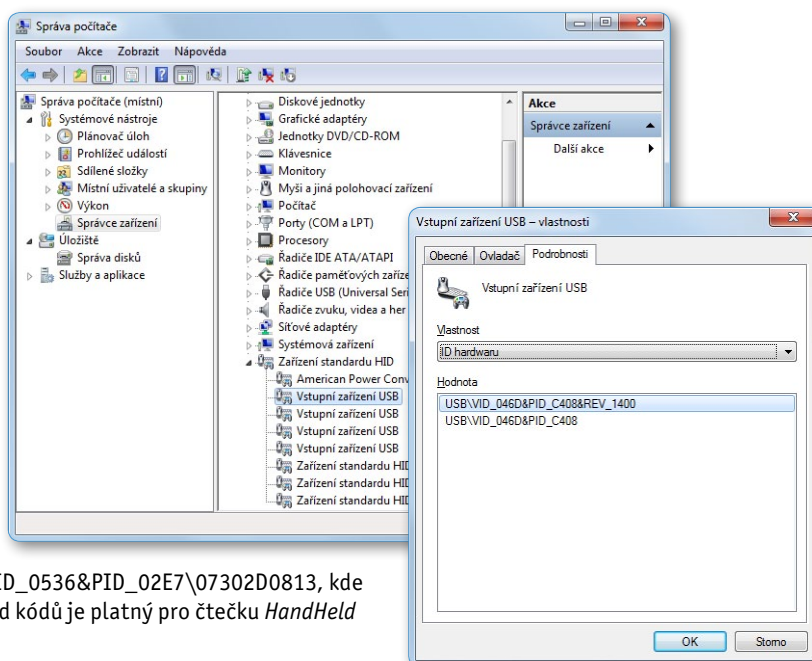 Správa počítače
Soubor Akce Zobrazit Nápověda
Správa počítače (místní)
Systémové nástroje
Plánovač úloh
Prohlížeč událostí
Sdílené složky
Místní uživatelé a skupiny
Výkon
Správce zařízení
Úložiště
Správa disků
Služby a aplikace
Diskové jednotky
Grafické adaptéry
Jednotky DVD/CD-ROM
Klávesnice
Monitory
Myši a jiná polohovací zařízení
Počítač
Porty (COM a LPT)
Procesory
Řadiče IDE ATA/ATAPI
Řadiče paměťových zaříze
Řadiče USB (Universal Seri
Řadiče zvuku, videa a her
Síťové adaptéry
Systémová zařízení
Zařízení standardu HID
American Power Conv
Vstupní zařízení USB
Vstupní zařízení USB
Vstupní zařízení USB
Vstupní zařízení USB
Zařízení standardu HID
Zařízení standardu HID
Zařízení standardu HID
Akce
Správce zařízení
Další akce
Vstupní zařízení USB – vlastnosti
Obecné Ovladač Podrobnosti
Vstupní zařízení USB
Vlastnost
ID hardwaru
Hodnota
USB\VID_046D&PID_C408&REV_1400
USB\VID_046D&PID_C408
OK Storno
ID_0536&PID_02E7\07302D0813, kde
d kódů je platný pro čtečku HandHeld